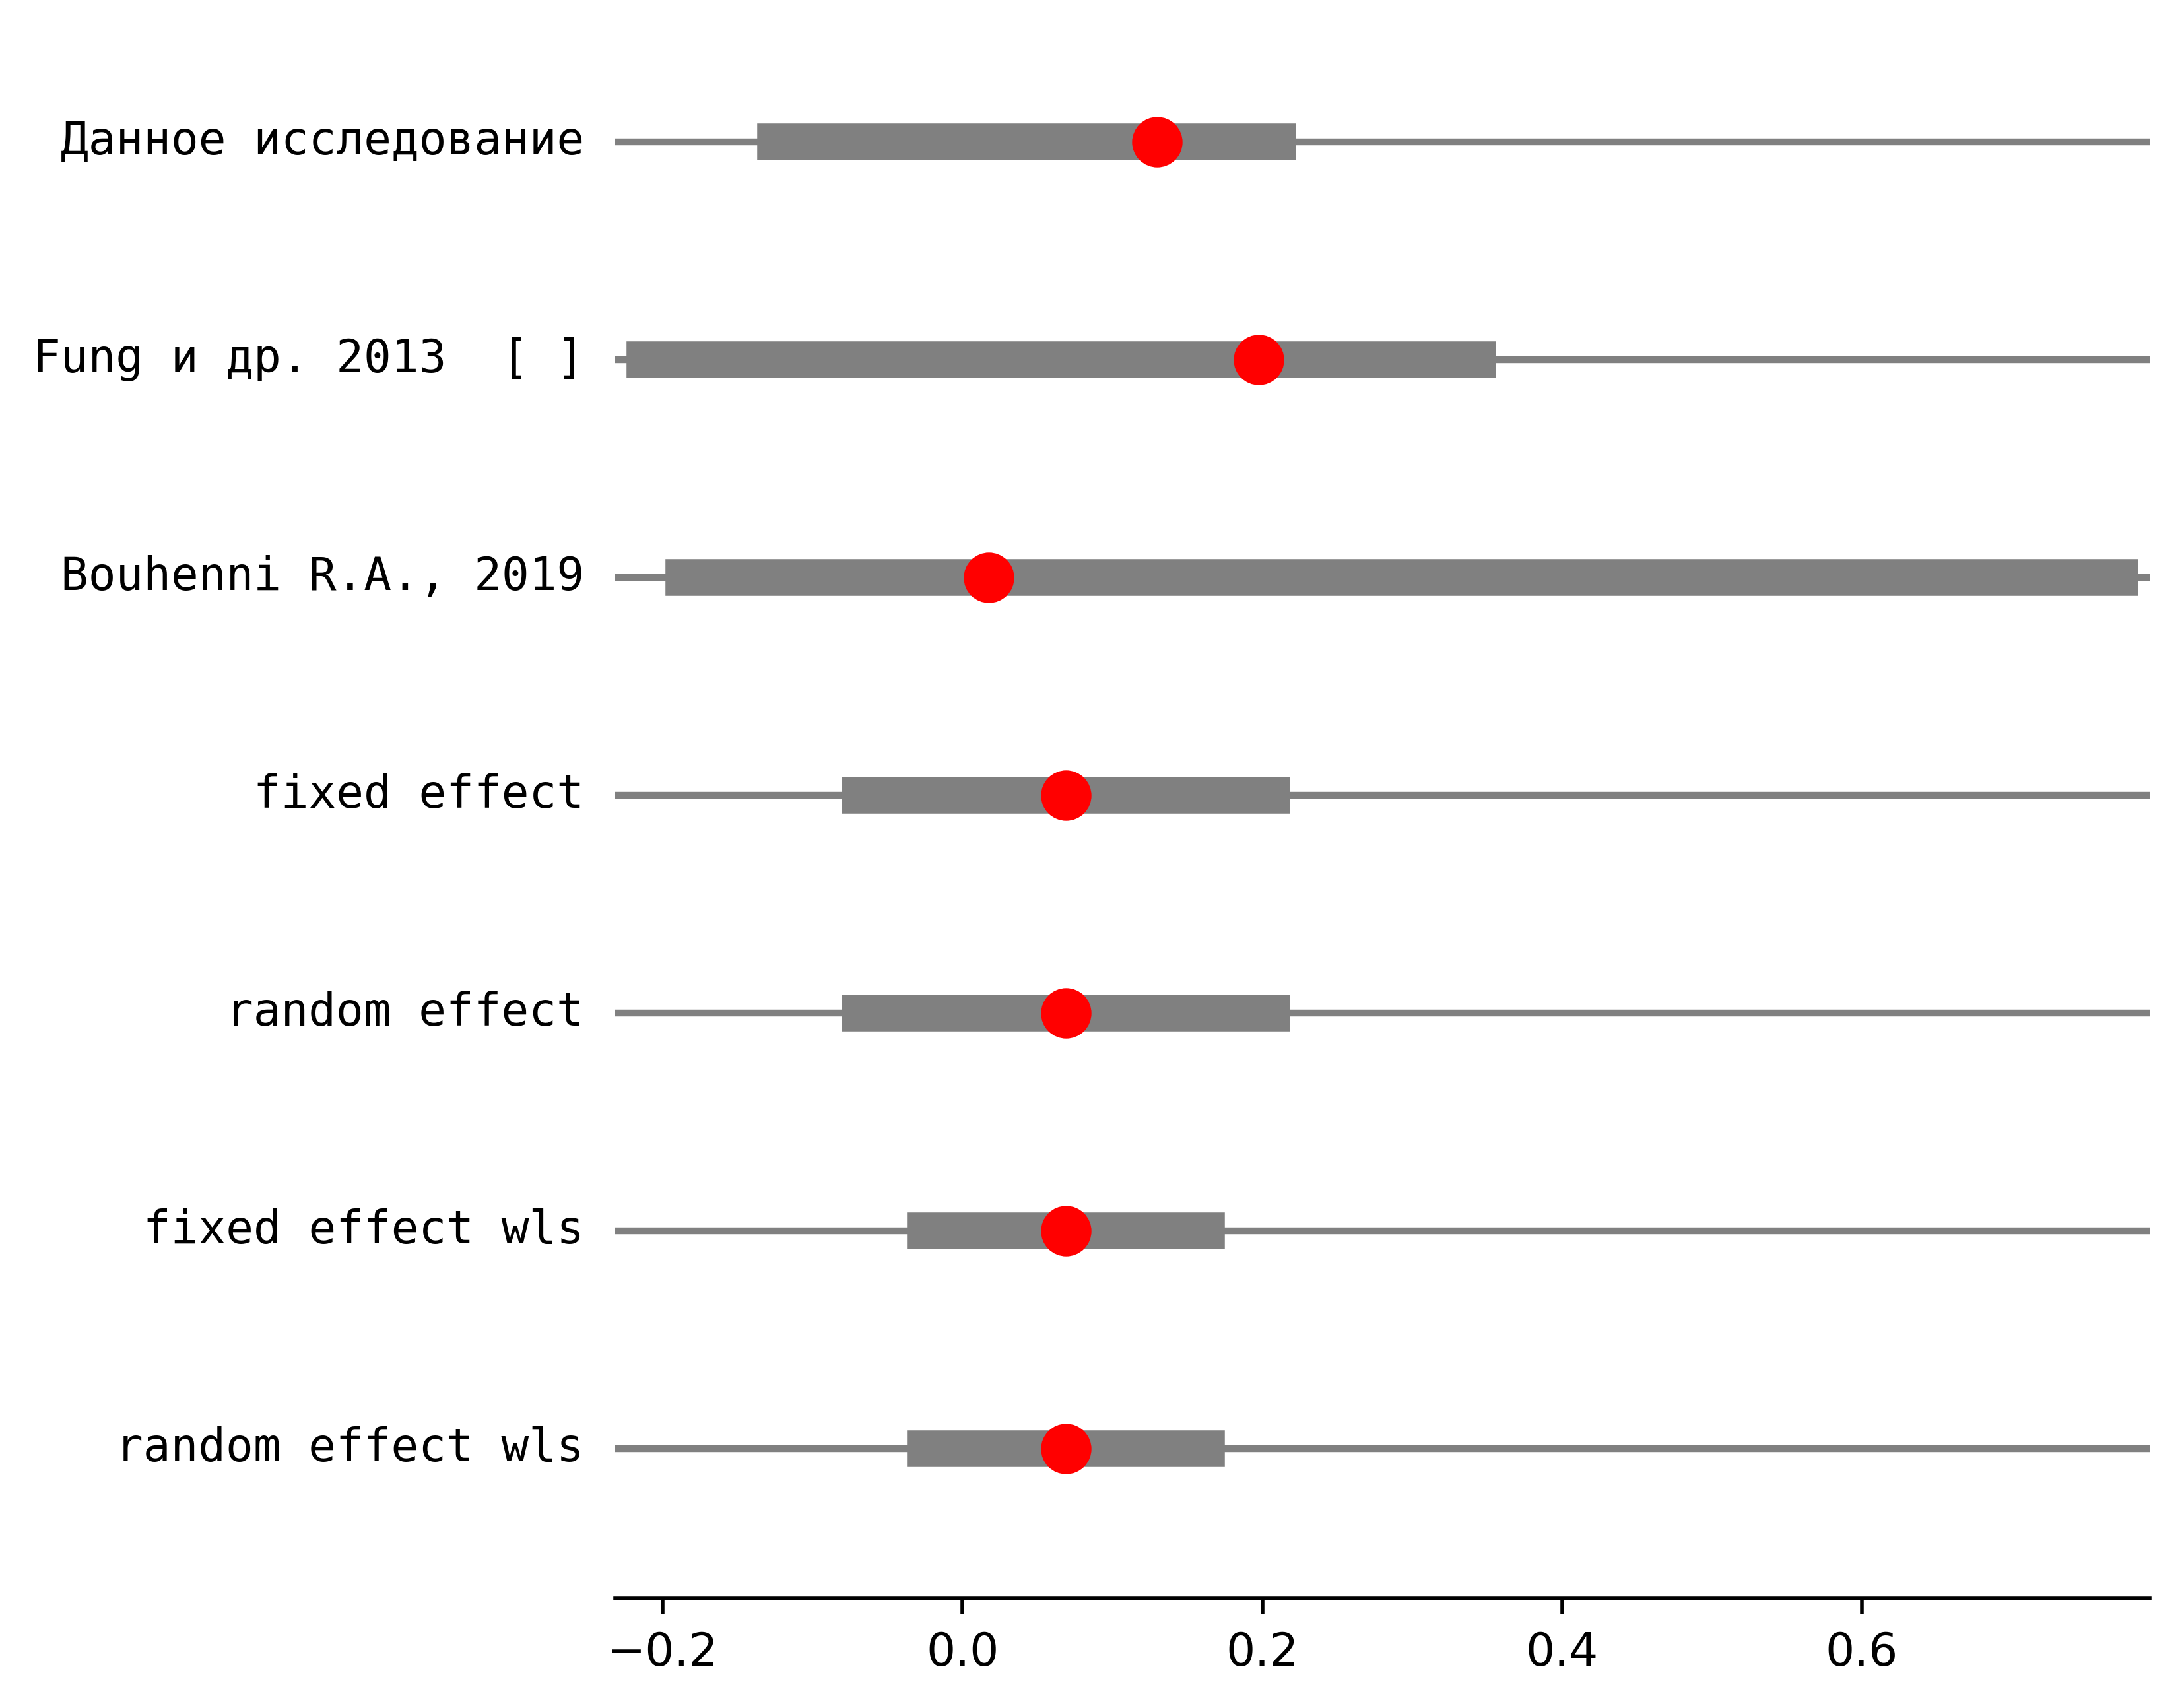 Данное исследование
Fung и др. 2013  [ ]
Bouhenni R.A., 2019
fixed effect
random effect
fixed effect wls
random effect wls
−0.2 0.0 0.2 0.4 0.6